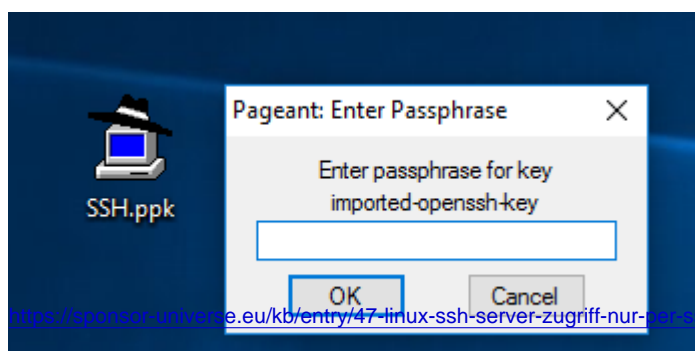 Pageant: Enter Passphrase
Enter passphrase for key
imported-openssh-key
SSH.ppk
OK
Cancel
https://sponsor-universe.eu/kb/entry/47-linux-ssh-server-zugriff-nur-per-s